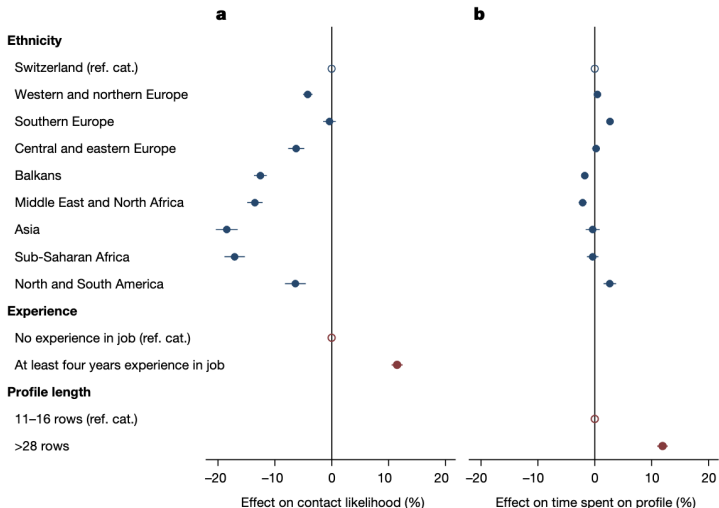 a b
Ethnicity
Switzerland (ref. cat.)
Western and northern Europe
Southern Europe
Central and eastern Europe
Balkans
Middle East and North Africa
Asia
Sub-Saharan Africa
North and South America
Experience
No experience in job (ref. cat.)
At least four years experience in job
Profile length
11–16 rows (ref. cat.)
>28 rows
–20 –10 0 10 20 –20 –10 0 10 20
Effect on contact likelihood (%) Effect on time spent on profile (%)